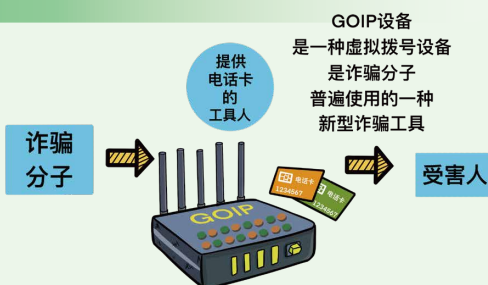 GOIP设备
是一种虚拟拨号设备
是诈骗分子
普遍使用的一种
新型诈骗工具
提供
电话卡
的
工具人
诈骗
分子
受害人
GOIP
电话卡
1234567
电话卡
1234567